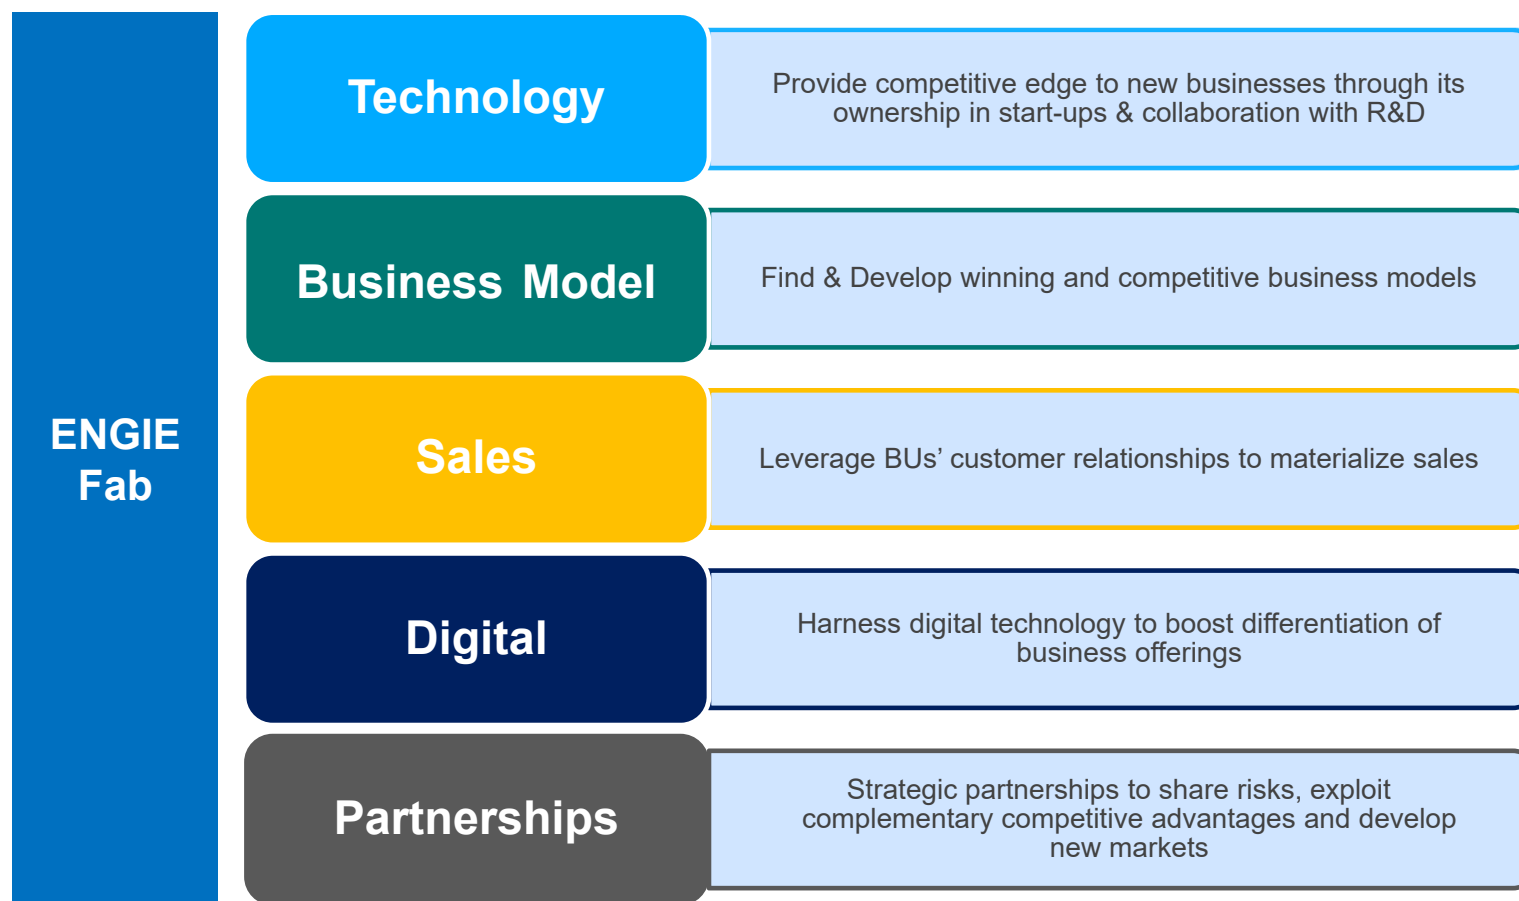 ENGIE
Fab
Technology
Provide competitive edge to new businesses through its
ownership in start-ups & collaboration with R&D
Business Model
Find & Develop winning and competitive business models
Sales
Leverage BUs’ customer relationships to materialize sales
Digital
Harness digital technology to boost differentiation of
business offerings
Partnerships
Strategic partnerships to share risks, exploit
complementary competitive advantages and develop
new markets